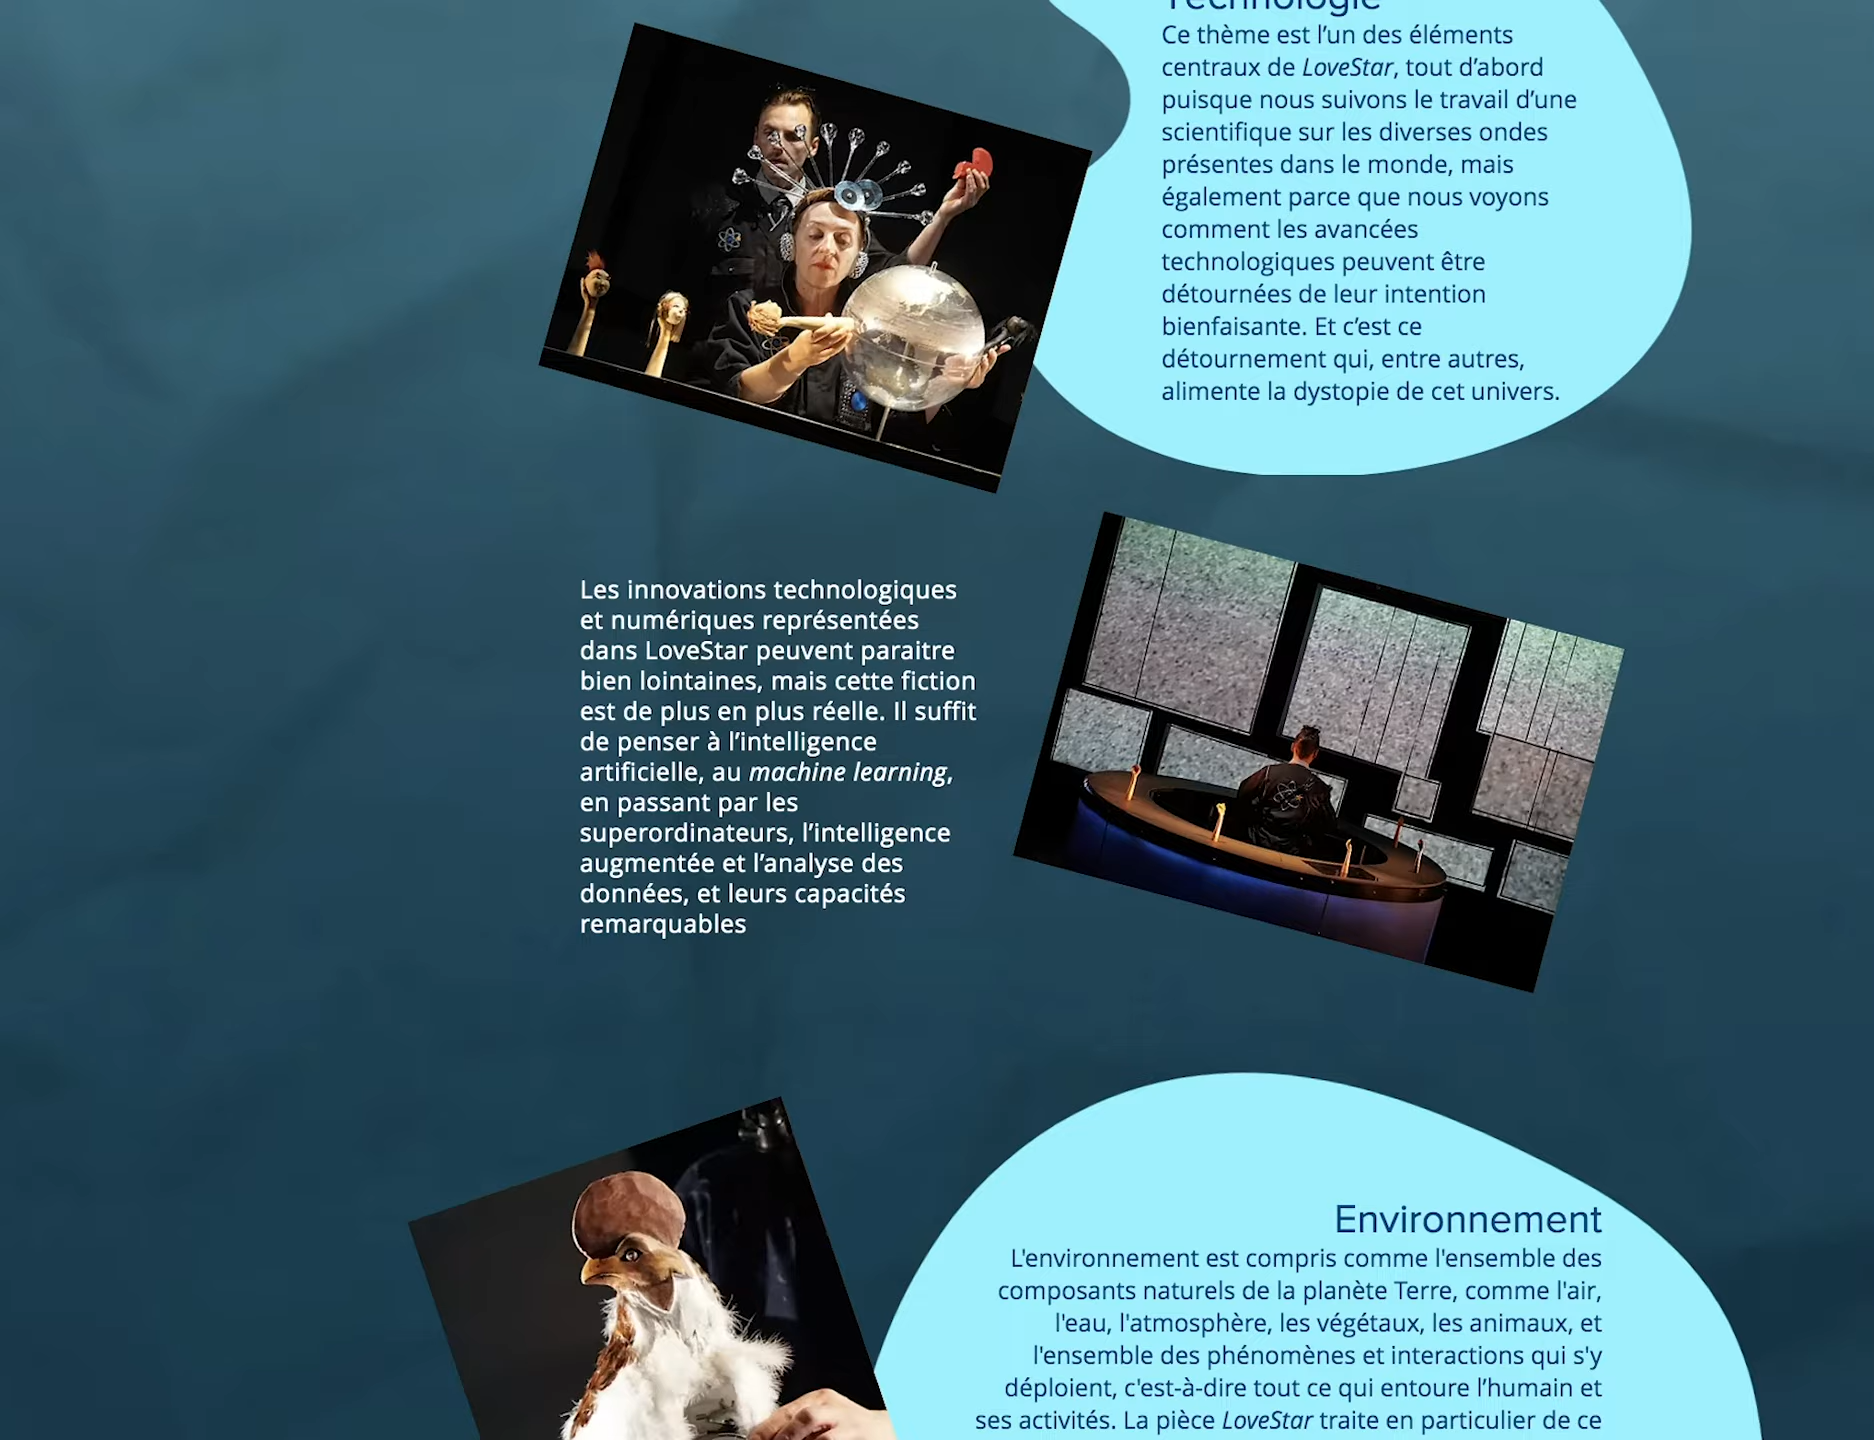 Technologie
Ce thème est l’un des éléments
centraux de LoveStar, tout d’abord
puisque nous suivons le travail d’une
scientifique sur les diverses ondes
présentes dans le monde, mais
également parce que nous voyons
comment les avancées
technologiques peuvent être
détournées de leur intention
bienfaisante. Et c’est ce
détournement qui, entre autres,
alimente la dystopie de cet univers.
Les innovations technologiques
et numériques représentées
dans LoveStar peuvent paraitre
bien lointaines, mais cette fiction
est de plus en plus réelle. Il suffit
de penser à l’intelligence
artificielle, au machine learning,
en passant par les
superordinateurs, l’intelligence
augmentée et l’analyse des
données, et leurs capacités
remarquables
Environnement
L'environnement est compris comme l'ensemble des
composants naturels de la planète Terre, comme l'air,
l'eau, l'atmosphère, les végétaux, les animaux, et
l'ensemble des phénomènes et interactions qui s'y
déploient, c'est-à-dire tout ce qui entoure l’humain et
ses activités. La pièce LoveStar traite en particulier de ce